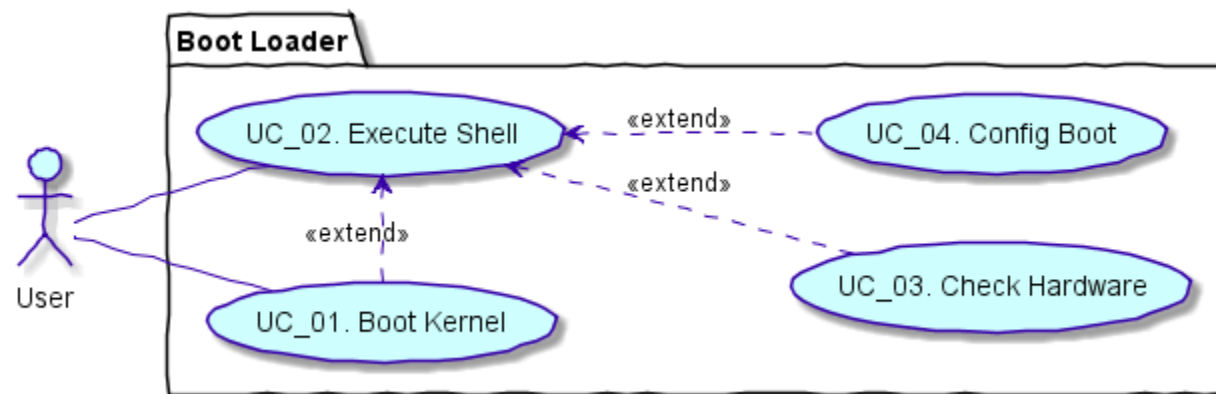 Boot Loader
UC_02. Execute Shell
«extend»
UC_04. Config Boot
«extend»
«extend»
User
UC_01. Boot Kernel
UC_03. Check Hardware